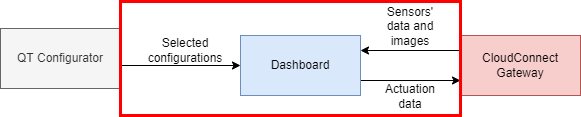 QT Configurator
Selected
configurations
Dashboard
Sensors'
data and
images
Actuation
data
CloudConnect
Gateway